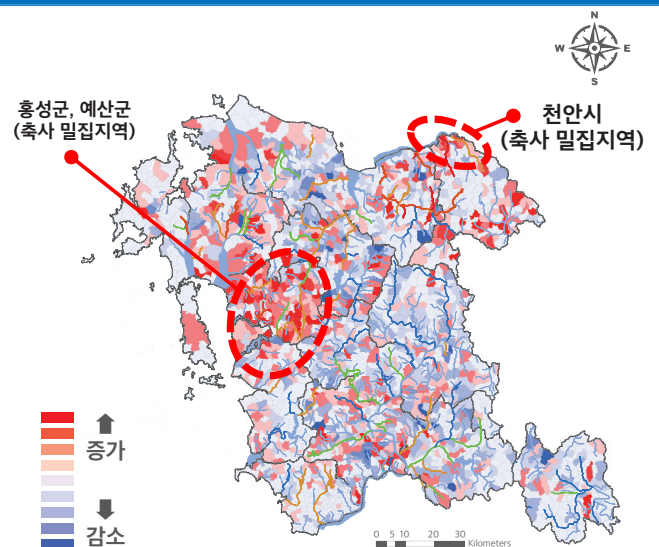 N
W E
S
홍성군, 예산군
(축사 밀집지역)
천안시
(축사 밀집지역)
증가
감소
0 5 10 20 30
Kilometers